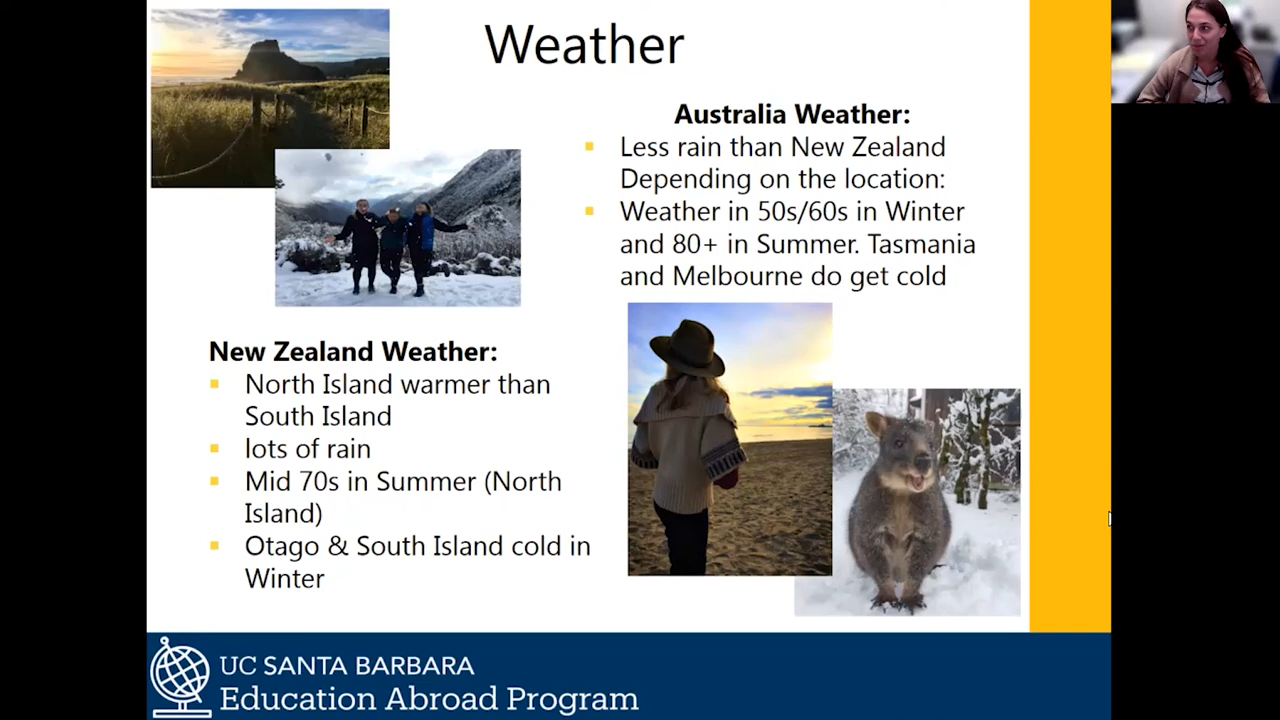 Weather
Australia Weather:
▪ Less rain than New Zealand
Depending on the location:
▪ Weather in 50s/60s in Winter
and 80+ in Summer. Tasmania
and Melbourne do get cold
New Zealand Weather:
▪ North Island warmer than
South Island
▪ lots of rain
▪ Mid 70s in Summer (North
Island)
▪ Otago & South Island cold in
Winter
UC SANTA BARBARA
Education Abroad Program